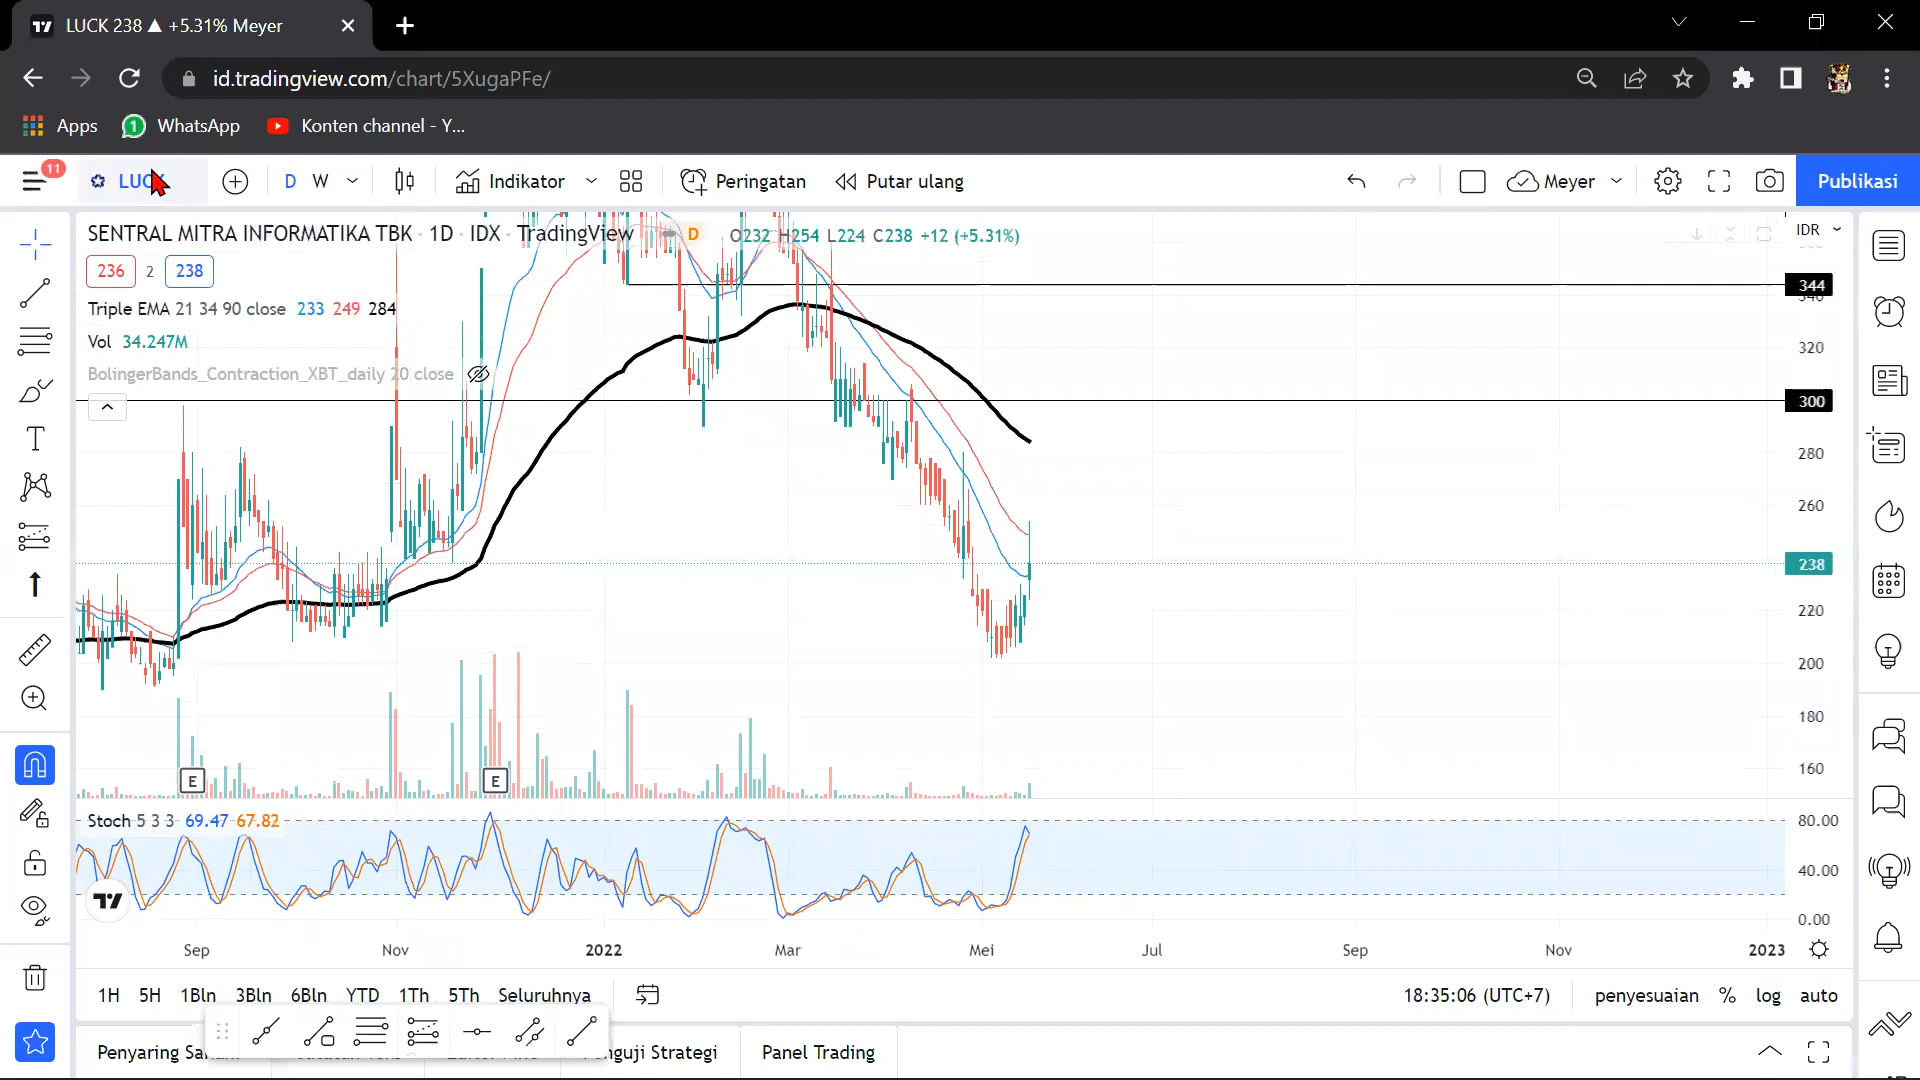 LUCK 238 ▲ +5.31% Meyer
id.tradingview.com/chart/5XugaPFe/
Apps
1
WhatsApp
Konten channel - Y...
11
D W
Indikator
Peringatan
Putar ulang
Meyer
Publikasi
SENTRAL MITRA INFORMATIKA TBK · 1D · IDX · TradingView
D
O232 H254 L224 C238 +12 (+5.31%)
IDR
236 2 238
Triple EMA 21 34 90 close 233 249 284
Vol 34.247M
BolingerBands_Contraction_XBT_daily 20 close
344
320
300
280
260
238
220
200
180
160
E
E
Stoch 5 3 3 69.47 67.82
80.00
40.00
0.00
Sep Nov 2022 Mar Mei Jul Sep Nov 2023
1H 5H 1Bln 3Bln 6Bln YTD 1Th 5Th Seluruhnya
18:35:06 (UTC+7)
penyesuaian % log auto
Penyaring
Strategi
Panel Trading